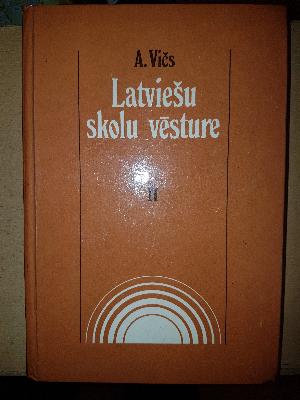 A. Vičs
Latviešu
skolu vēsture
II